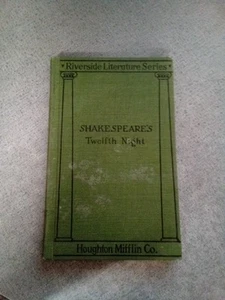 Riverside Literature Series
SHAKESPEARE'S
Twelfth Night
Houghton Mifflin Co.